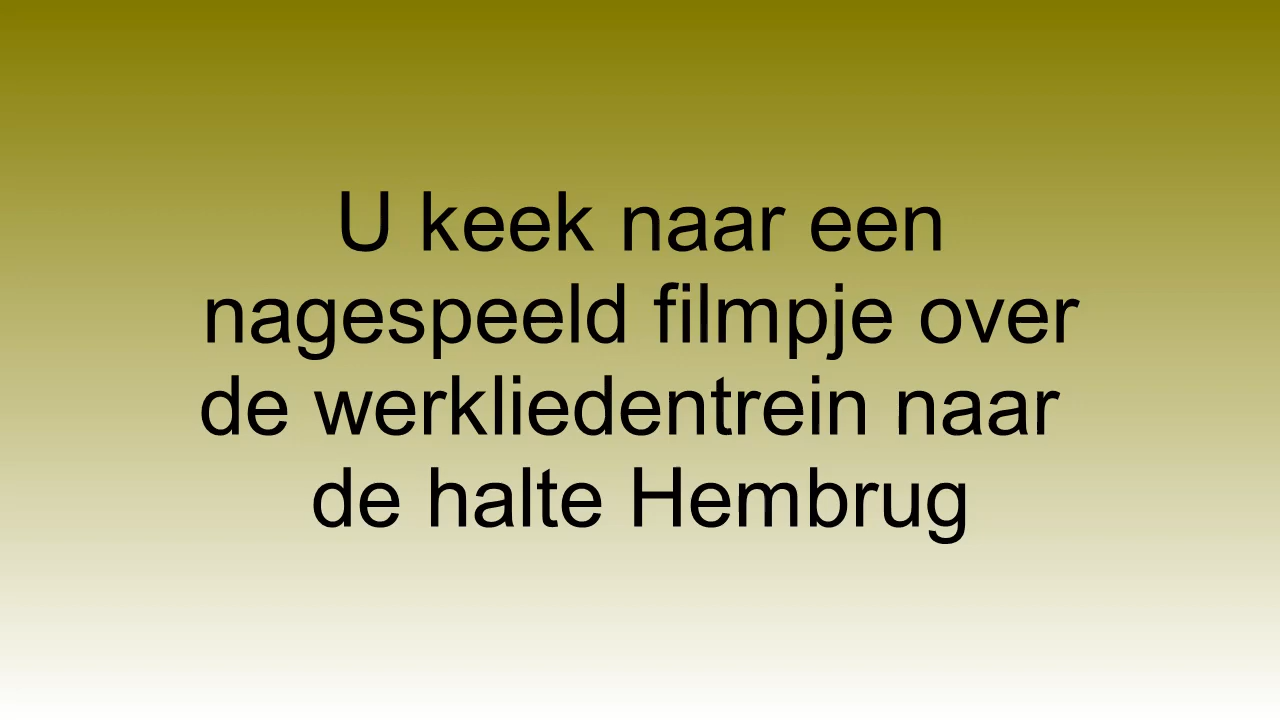 U keek naar een
nagespeeld filmpje over
de werkliedentrein naar
de halte Hembrug